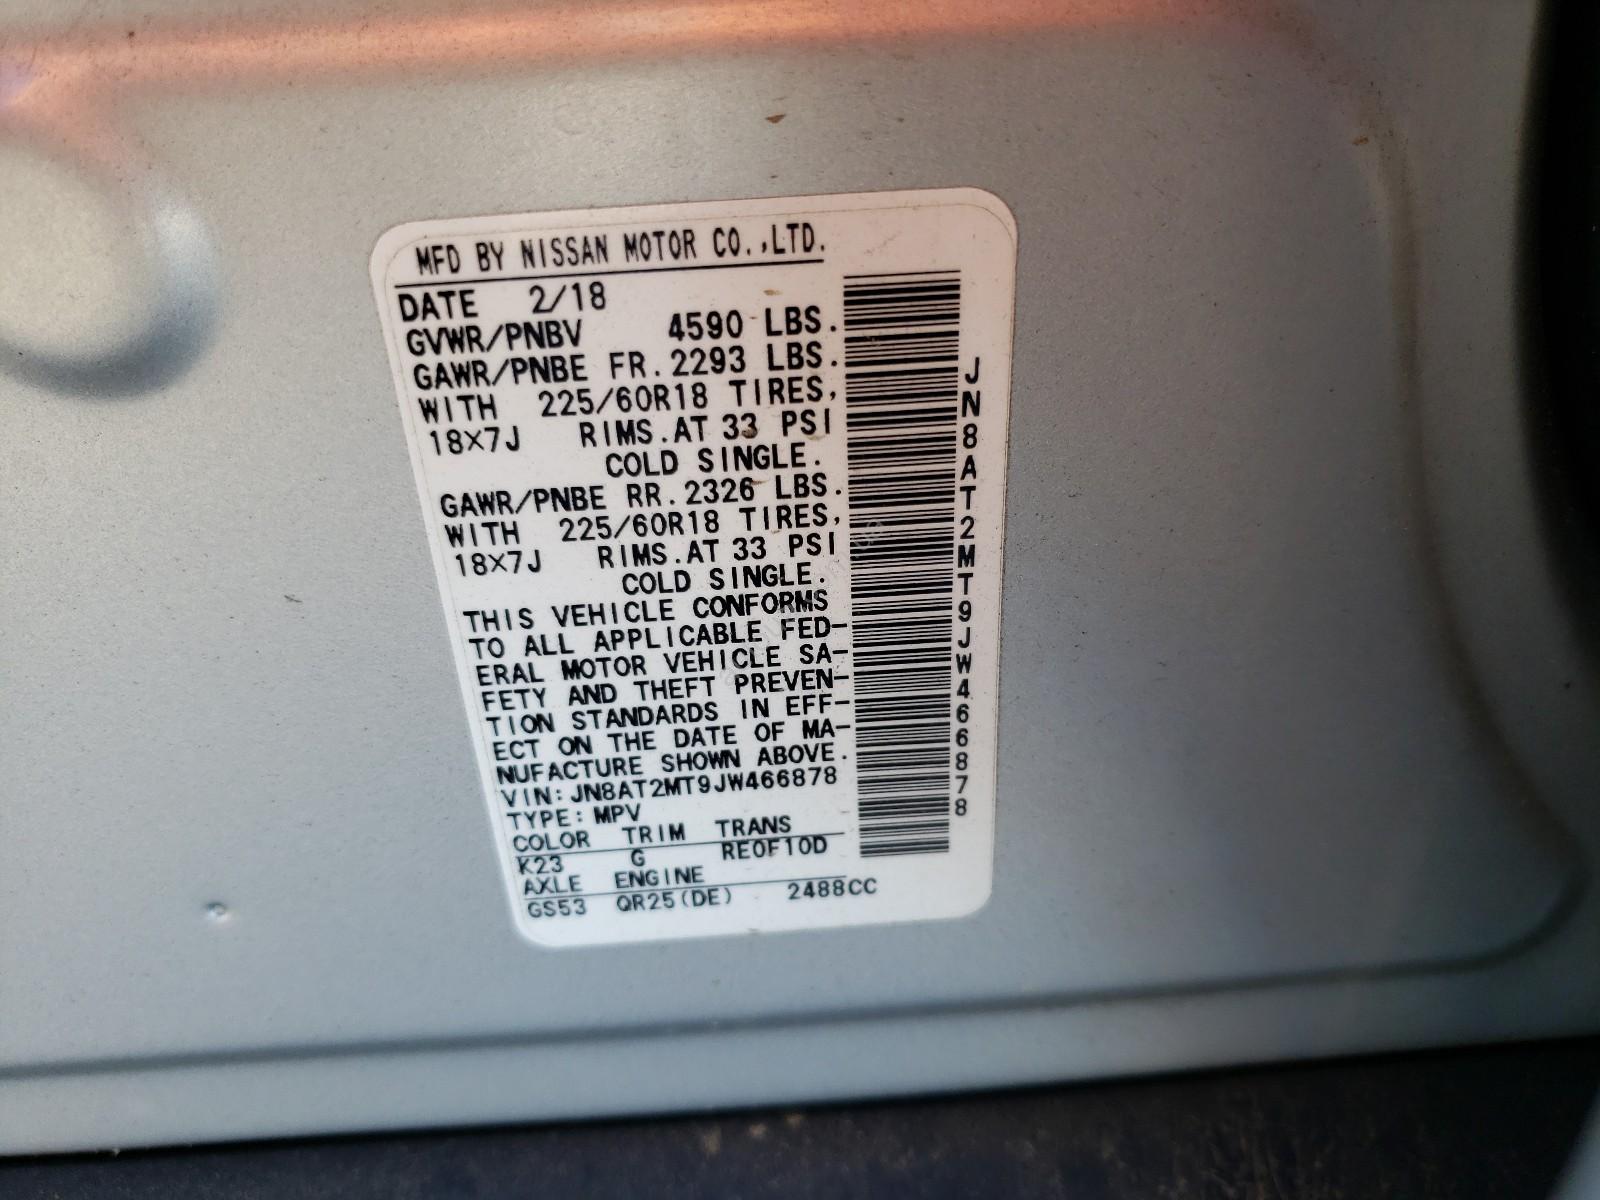 MFD BY NISSAN MOTOR CO.,LTD.
DATE 2/18
GVWR/PNBV 4590 LBS.
GAWR/PNBE FR. 2293 LBS.
WITH 225/60R18 TIRES,
18X7J RIMS.AT 33 PSI
COLD SINGLE.
GAWR/PNBE RR. 2326 LBS.
WITH 225/60R18 TIRES,
18X7J RIMS.AT 33 PSI
COLD SINGLE.
THIS VEHICLE CONFORMS
TO ALL APPLICABLE FED-
ERAL MOTOR VEHICLE SA-
FETY AND THEFT PREVEN-
TION STANDARDS IN EFF-
ECT ON THE DATE OF MA-
NUFACTURE SHOWN ABOVE.
VIN: JN8AT2MT9JW466878
TYPE: MPV
COLOR TRIM TRANS
K23 G RE0F10D
AXLE ENGINE
GS53 QR25(DE) 2488CC
JN8AT2MT9JW466878